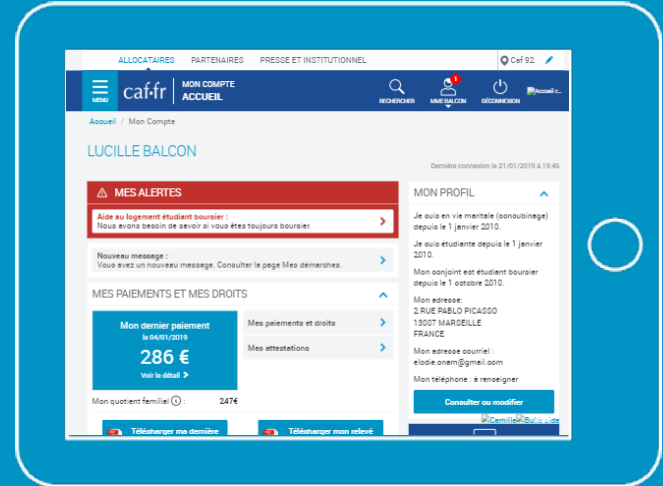 ALLOCATAIRES PARTENAIRES PRESSE ET INSTITUTIONNEL Caf 92
MENU caf·fr MON COMPTE
ACCUEIL
RECHERCHER MME BALCON 1 DÉCONNEXION Accueil c...
Accueil / Mon Compte
LUCILLE BALCON
Dernière connexion le 21/01/2019 à 15:46
MES ALERTES
Aide au logement étudiant boursier :
Nous avons besoin de savoir si vous êtes toujours boursier.
Nouveau message :
Vous avez un nouveau message. Consulter la page Mes démarches.
MES PAIEMENTS ET MES DROITS
Mon dernier paiement
le 04/01/2019
286 €
Voir le détail
Mes paiements et droits
Mes attestations
Mon quotient familial i : 247€
Télécharger ma dernière
Télécharger mon relevé
MON PROFIL
Je suis en vie maritale (concubinage)
depuis le 1 janvier 2010.
Je suis étudiante depuis le 1 janvier
2010.
Mon conjoint est étudiant boursier
depuis le 1 octobre 2010.
Mon adresse:
2 RUE PABLO PICASSO
13007 MARSEILLE
FRANCE
Mon adresse courriel :
elodie.onam@gmail.com
Mon téléphone : à renseigner
Consulter ou modifier